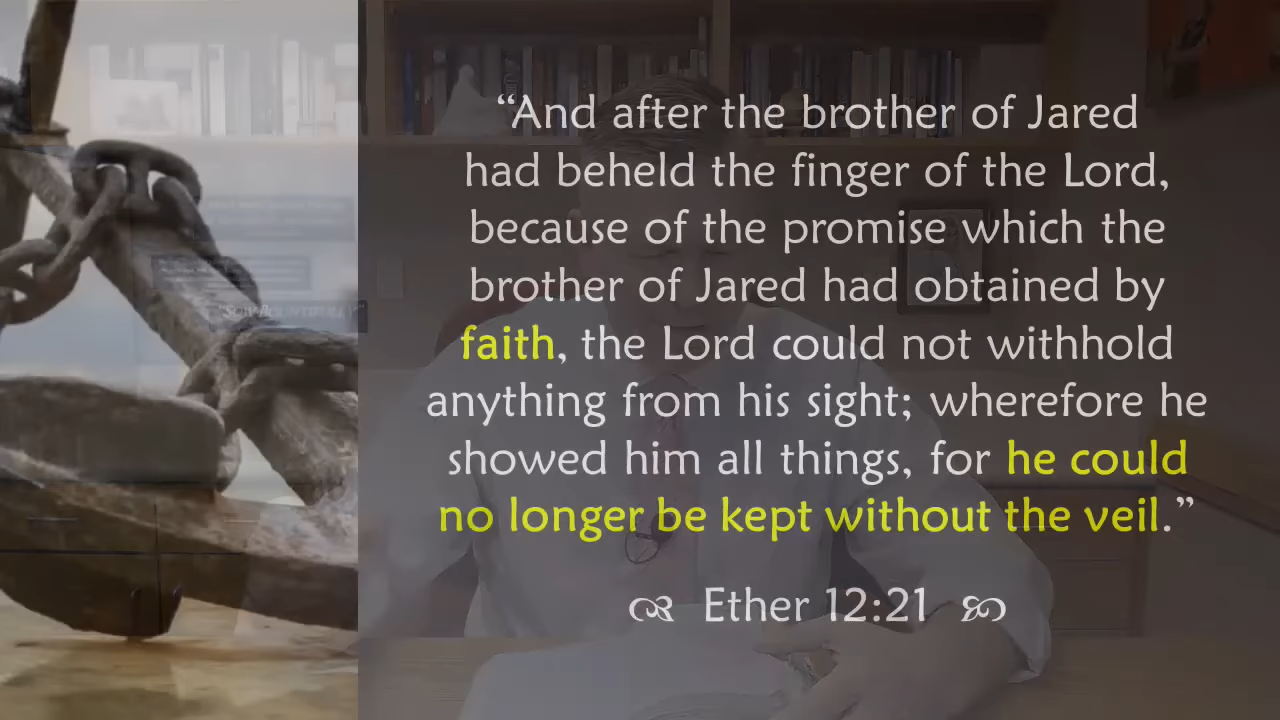 “And after the brother of Jared
had beheld the finger of the Lord,
because of the promise which the
brother of Jared had obtained by
faith, the Lord could not withhold
anything from his sight; wherefore he
showed him all things, for he could
no longer be kept without the veil.”
Ether 12:21
"SOW BOUNTIFULLY"